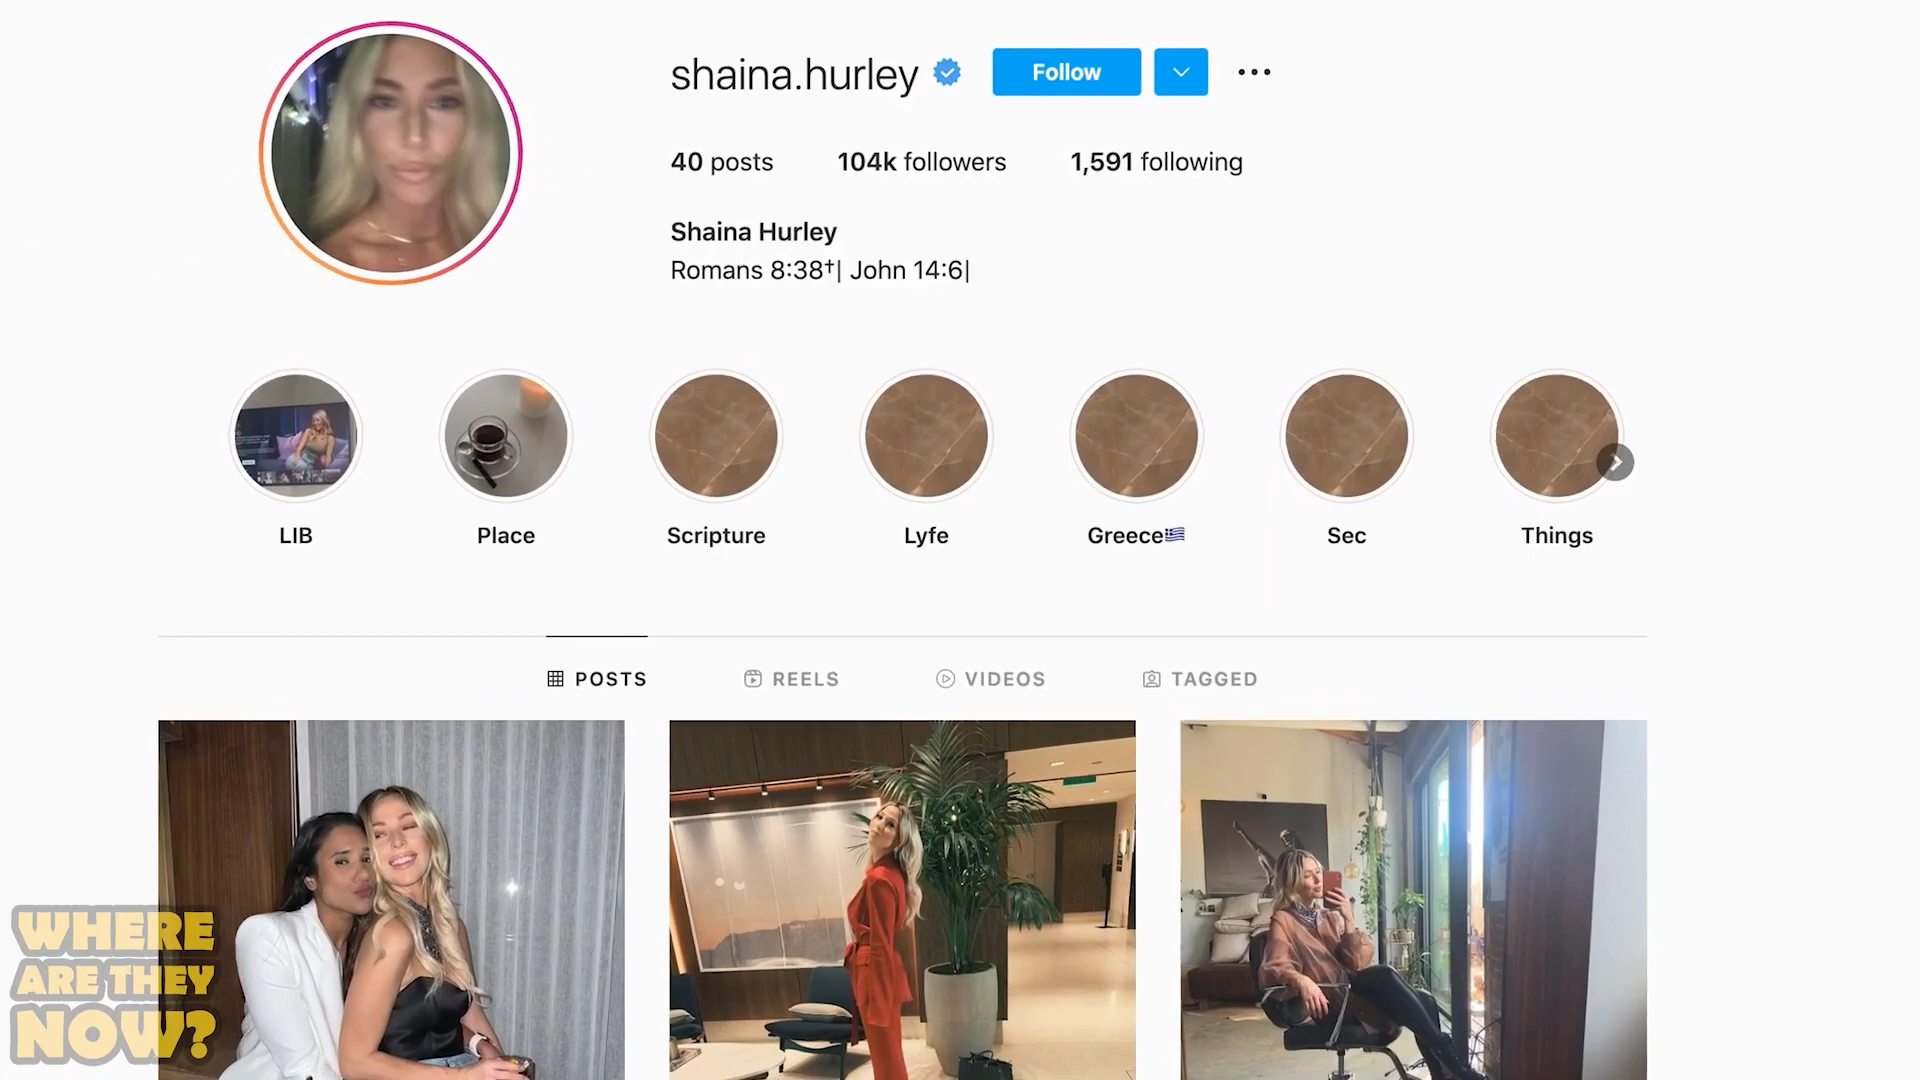 shaina.hurley
Follow
40 posts 104k followers 1,591 following
Shaina Hurley
Romans 8:38†| John 14:6|
LIB Place Scripture Lyfe Greece🇬🇷 Sec Things
POSTS REELS VIDEOS TAGGED
WHERE
ARE THEY
NOW?